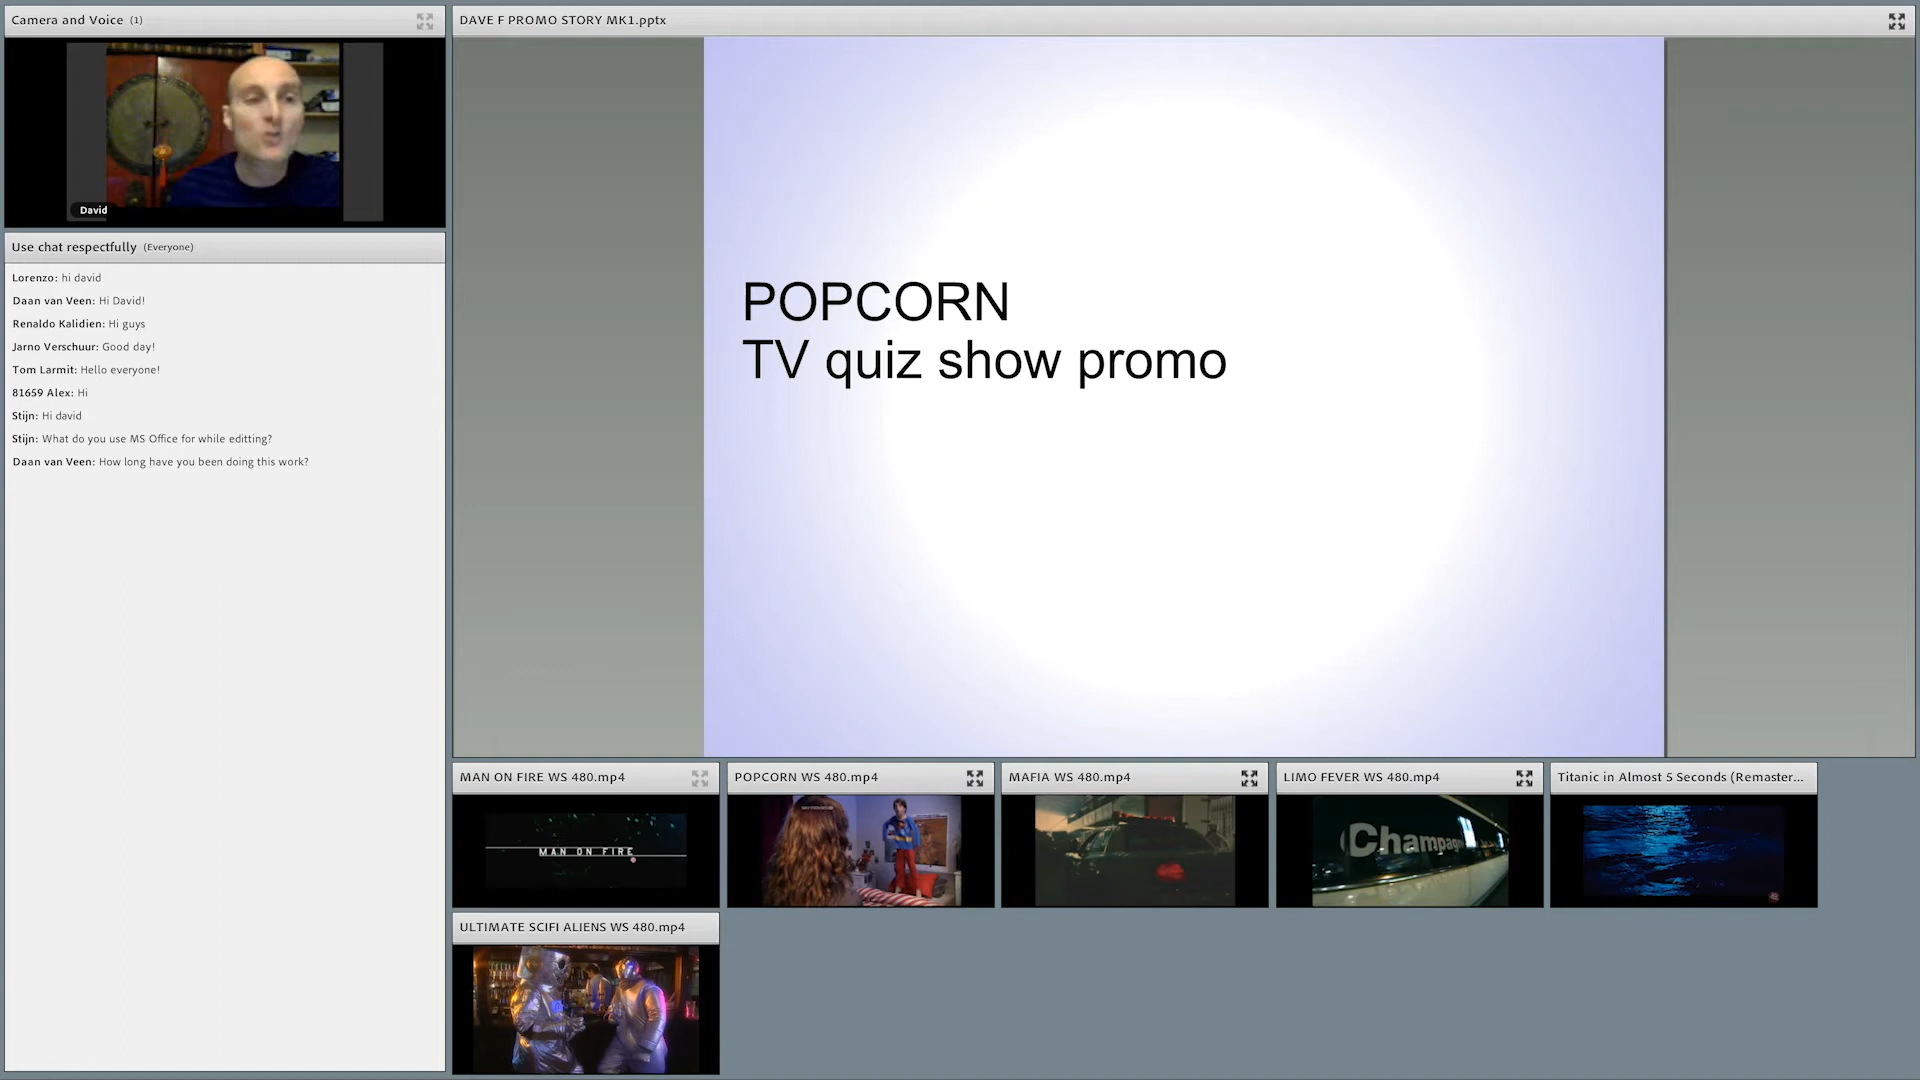 Camera and Voice (1)
David
Use chat respectfully (Everyone)
Lorenzo: hi david
Daan van Veen: Hi David!
Renaldo Kalidien: Hi guys
Jarno Verschuur: Good day!
Tom Larmit: Hello everyone!
81659 Alex: Hi
Stijn: Hi david
Stijn: What do you use MS Office for while editting?
Daan van Veen: How long have you been doing this work?
DAVE F PROMO STORY MK1.pptx
POPCORN
TV quiz show promo
MAN ON FIRE WS 480.mp4
MAN ON FIRE
POPCORN WS 480.mp4
MAFIA WS 480.mp4
LIMO FEVER WS 480.mp4
Champagne
Titanic in Almost 5 Seconds (Remaster...
ULTIMATE SCIFI ALIENS WS 480.mp4